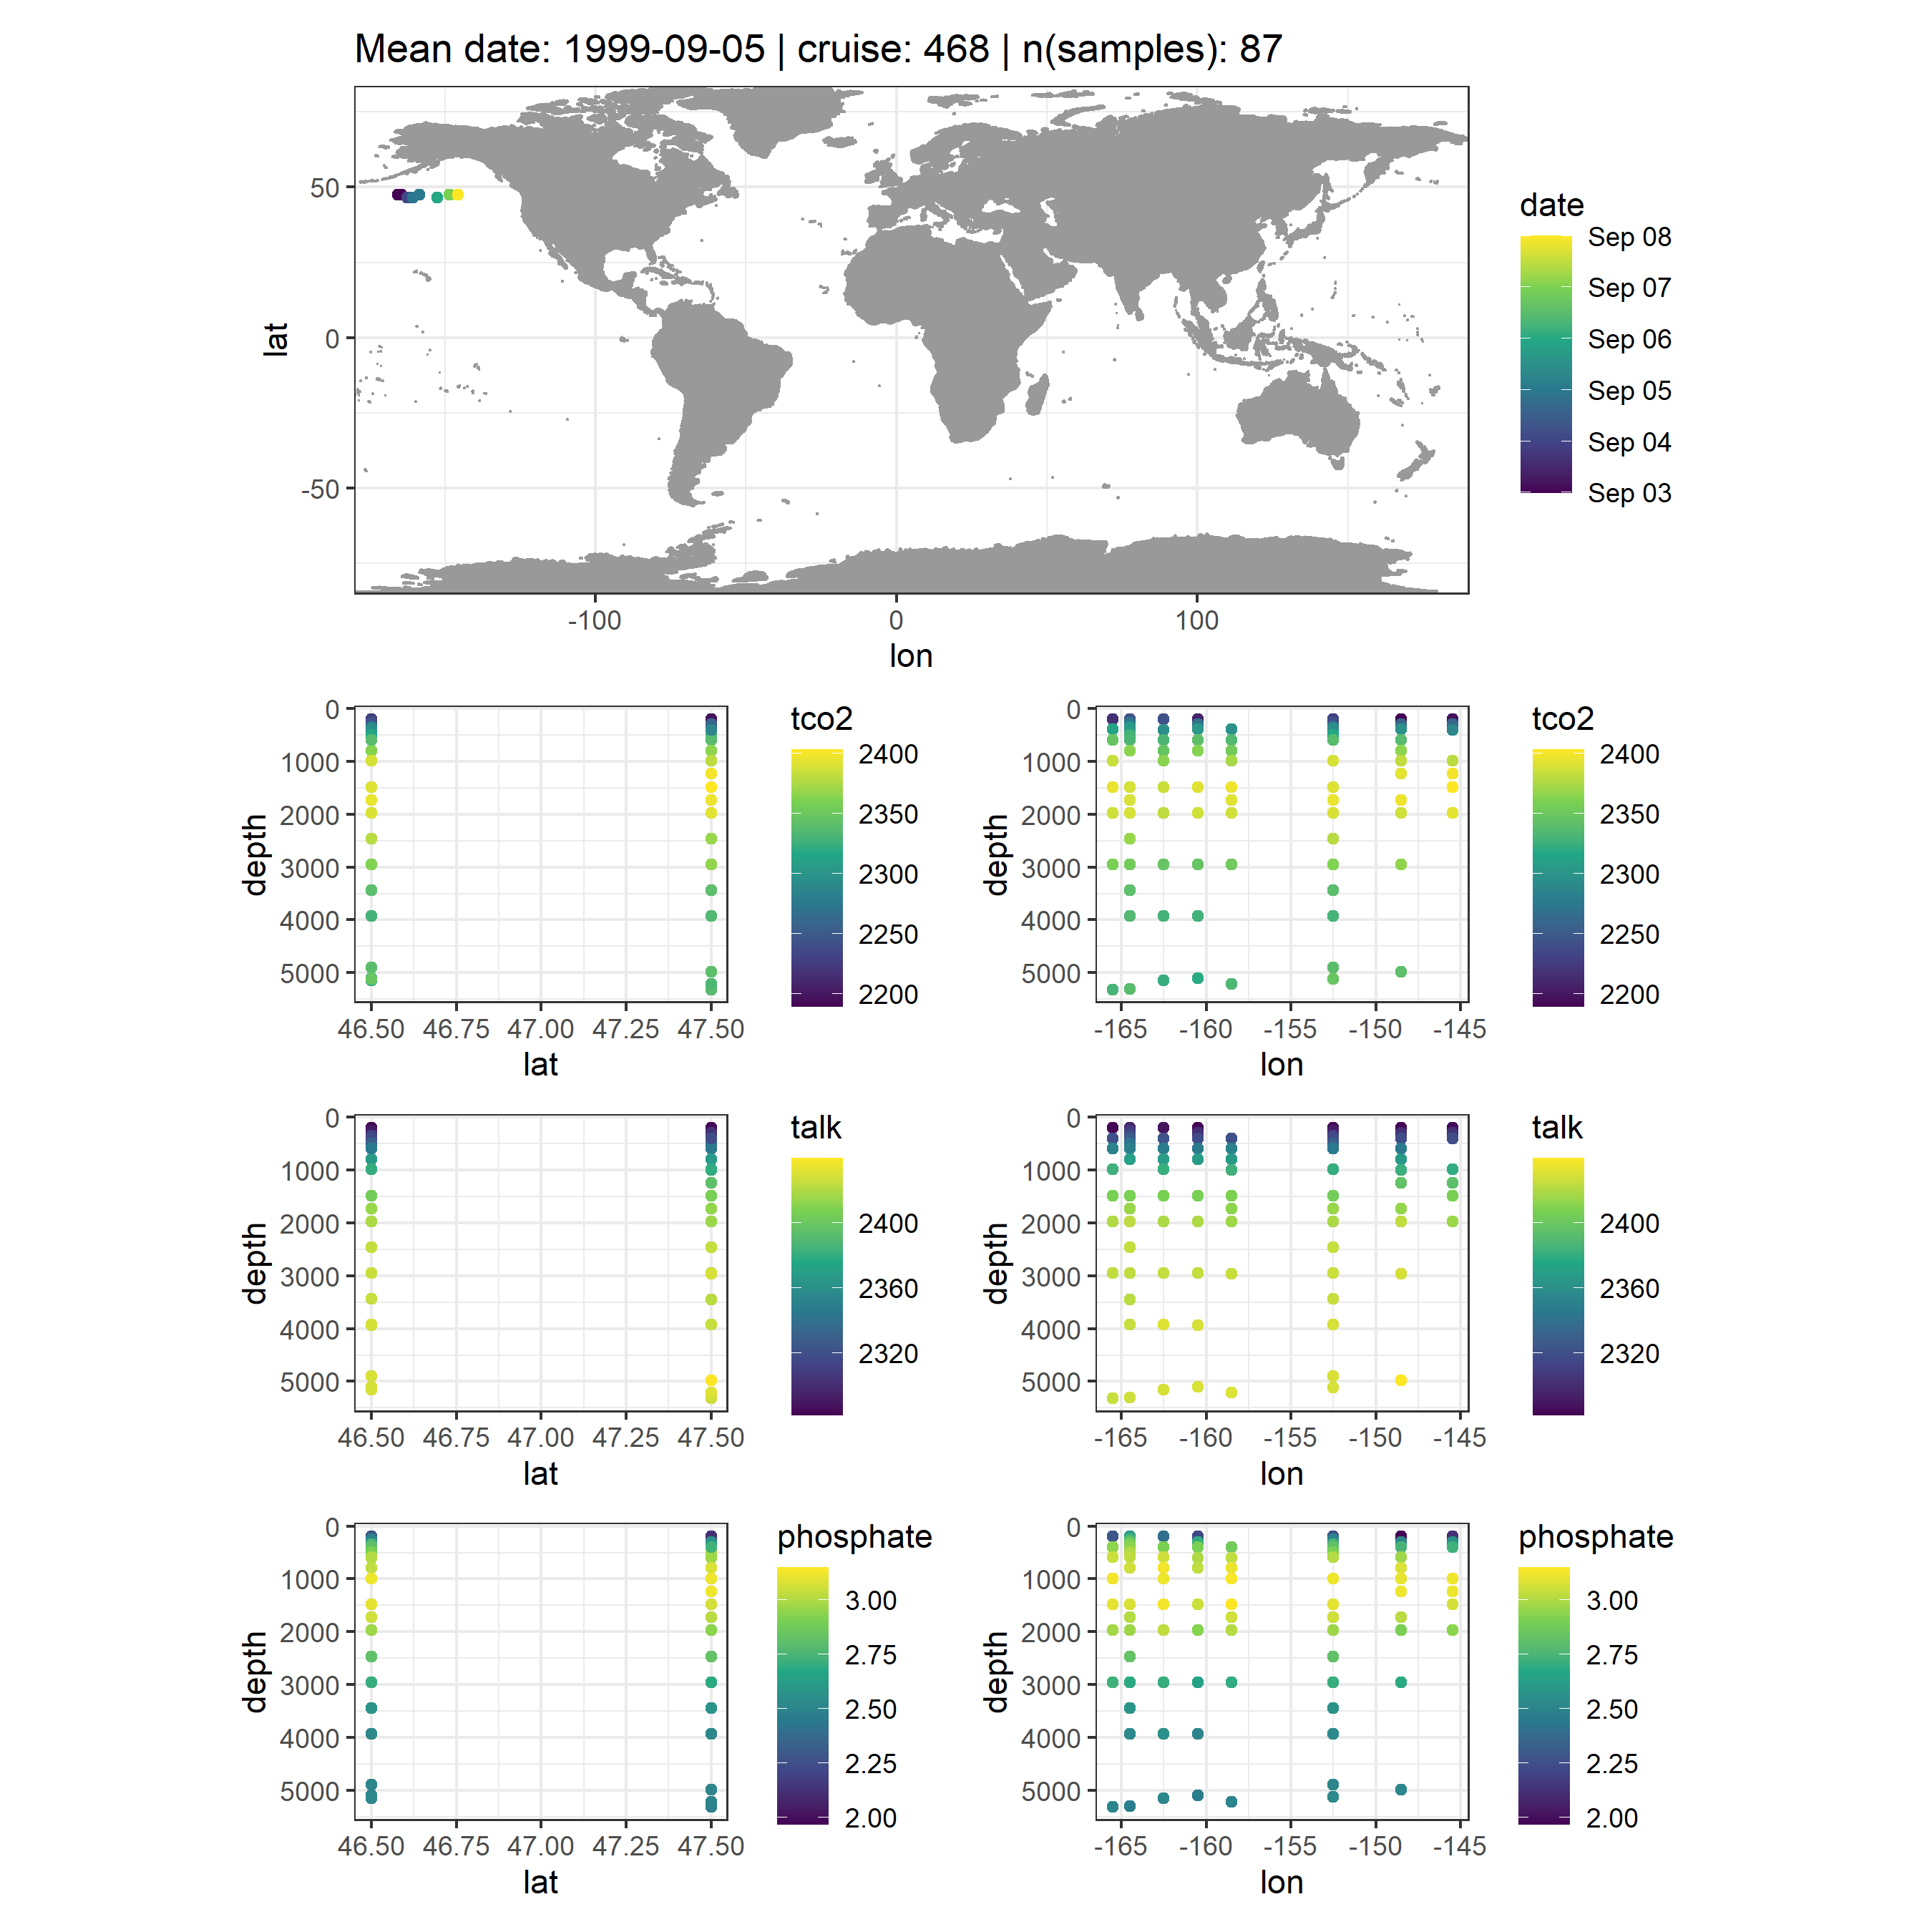 Mean date: 1999-09-05 | cruise: 468 | n(samples): 87
lat
50
0
-50
-100
0
100
lon
date
Sep 08
Sep 07
Sep 06
Sep 05
Sep 04
Sep 03
depth
0
1000
2000
3000
4000
5000
46.50 46.75 47.00 47.25 47.50
lat
tco2
2400
2350
2300
2250
2200
depth
0
1000
2000
3000
4000
5000
-165 -160 -155 -150 -145
lon
tco2
2400
2350
2300
2250
2200
depth
0
1000
2000
3000
4000
5000
46.50 46.75 47.00 47.25 47.50
lat
talk
2400
2360
2320
depth
0
1000
2000
3000
4000
5000
-165 -160 -155 -150 -145
lon
talk
2400
2360
2320
depth
0
1000
2000
3000
4000
5000
46.50 46.75 47.00 47.25 47.50
lat
phosphate
3.00
2.75
2.50
2.25
2.00
depth
0
1000
2000
3000
4000
5000
-165 -160 -155 -150 -145
lon
phosphate
3.00
2.75
2.50
2.25
2.00